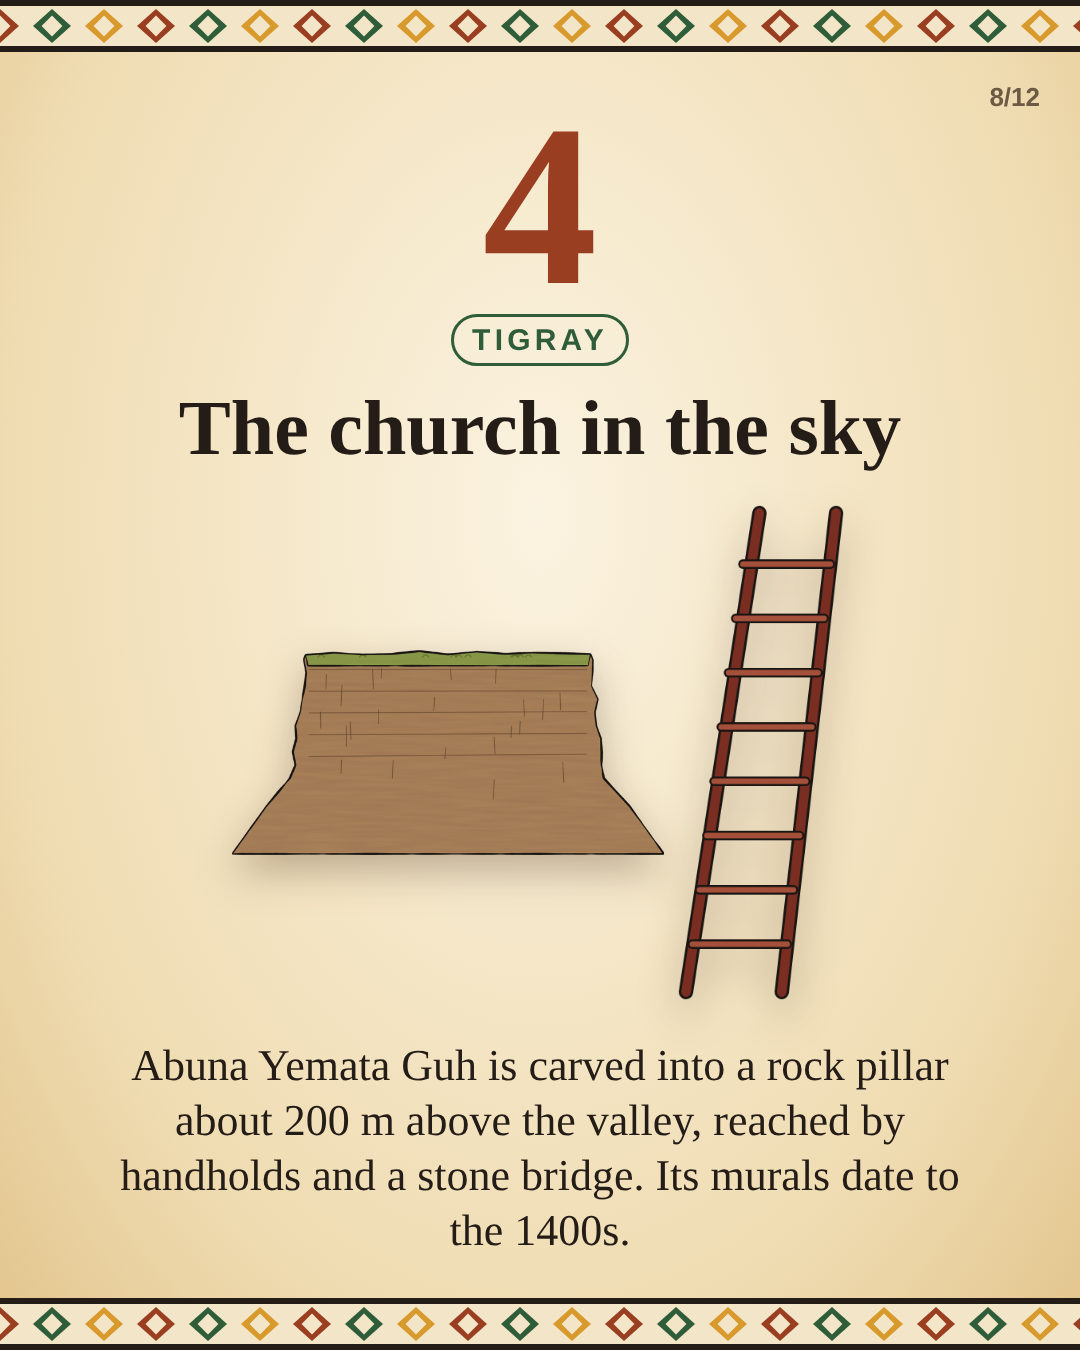 8/12
4
TIGRAY
The church in the sky
Abuna Yemata Guh is carved into a rock pillar
about 200 m above the valley, reached by
handholds and a stone bridge. Its murals date to
the 1400s.